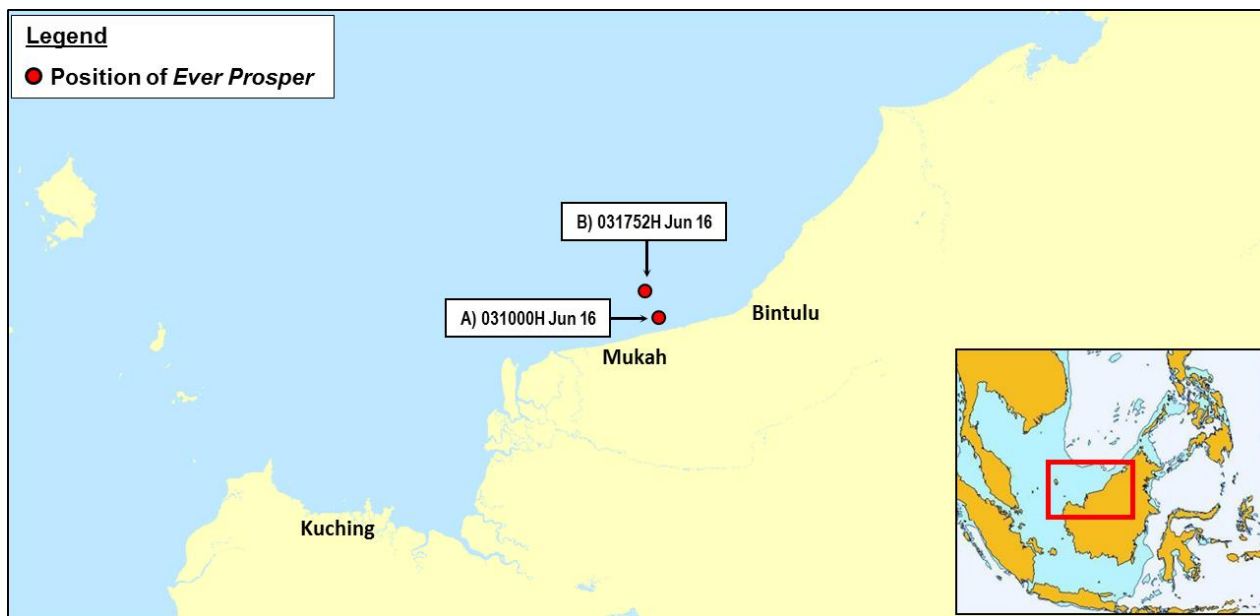 Legend
Position of Ever Prosper
B) 031752H Jun 16
A) 031000H Jun 16
Bintulu
Mukah
Kuching